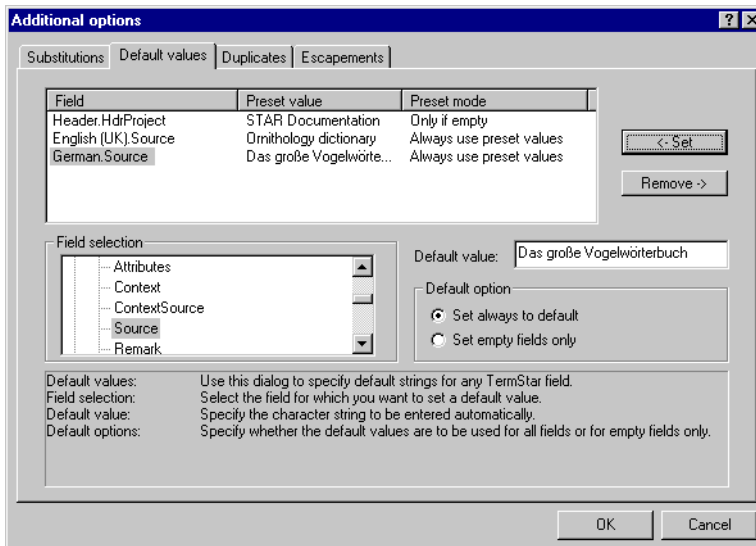 Additional options
Substitutions Default values Duplicates Escapements
Field Preset value Preset mode
Header.HdrProject STAR Documentation Only if empty
English (UK).Source Ornithology dictionary Always use preset values
German.Source Das große Vogelwörte... Always use preset values
<- Set
Remove ->
Field selection
Attributes
Context
ContextSource
Source
Remark
Default value: Das große Vogelwörterbuch
Default option
Set always to default
Set empty fields only
Default values: Use this dialog to specify default strings for any TermStar field.
Field selection: Select the field for which you want to set a default value.
Default value: Specify the character string to be entered automatically.
Default options: Specify whether the default values are to be used for all fields or for empty fields only.
OK Cancel